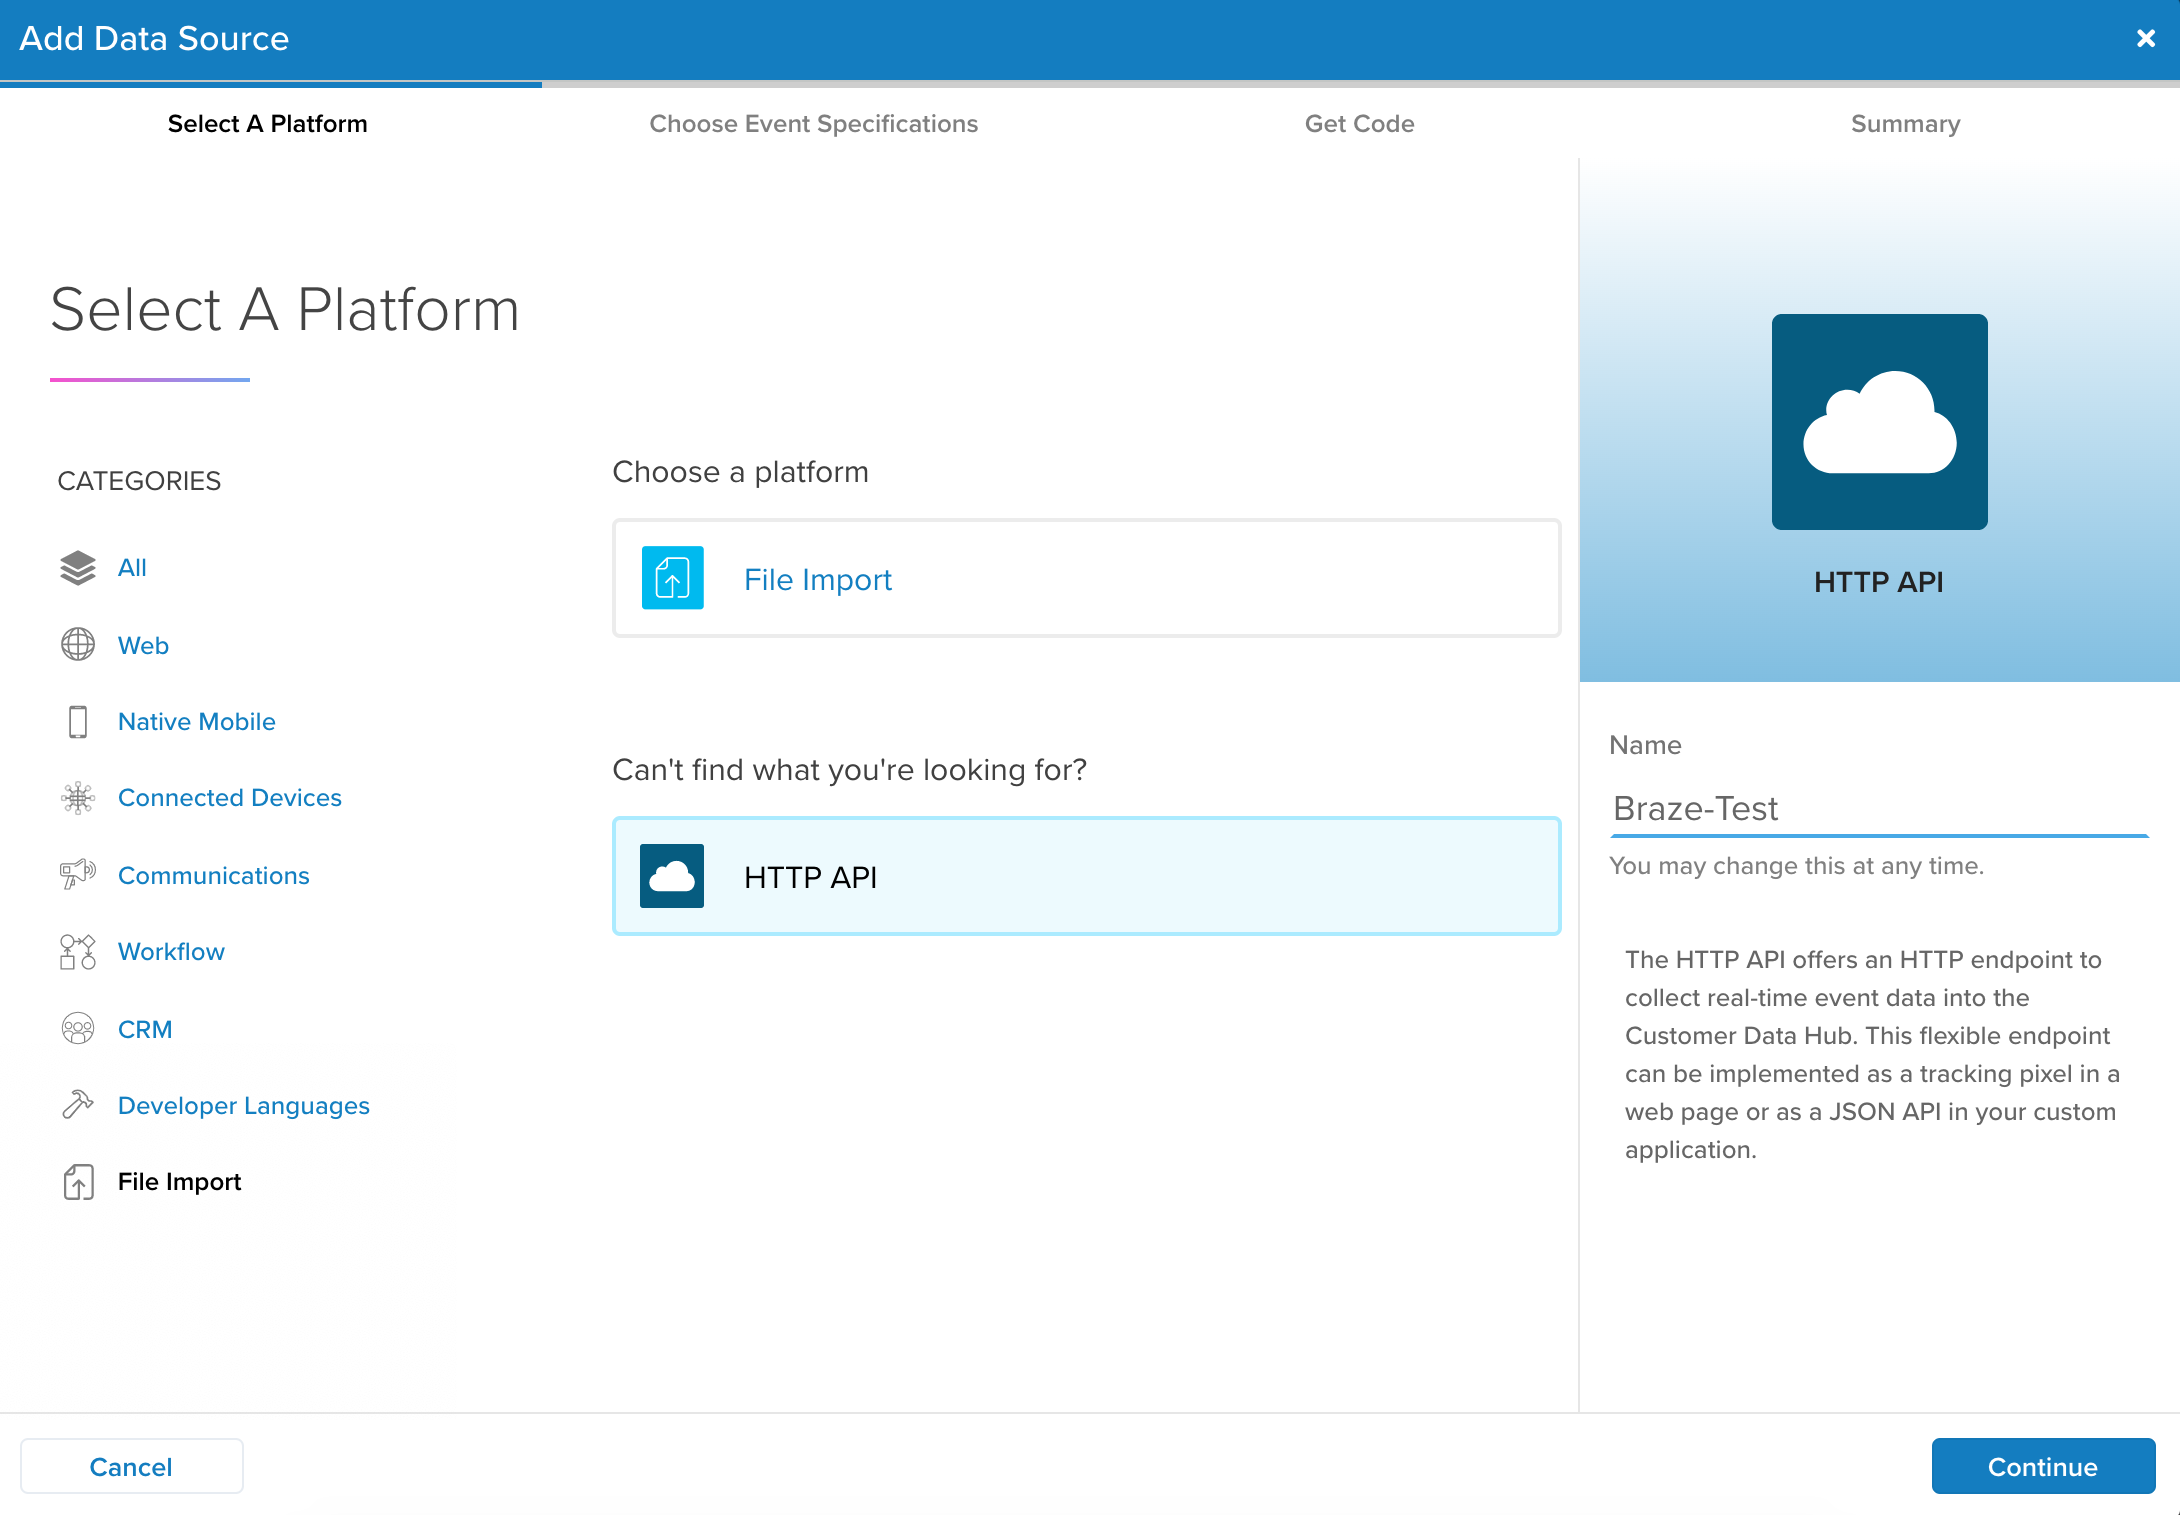 Add Data Source
Select A Platform
Choose Event Specifications
Get Code
Summary
Select A Platform
CATEGORIES
All
Web
Native Mobile
Connected Devices
Communications
Workflow
CRM
Developer Languages
File Import
Choose a platform
File Import
Can't find what you're looking for?
HTTP API
HTTP API
Name
Braze-Test
You may change this at any time.
The HTTP API offers an HTTP endpoint to
collect real-time event data into the
Customer Data Hub. This flexible endpoint
can be implemented as a tracking pixel in a
web page or as a JSON API in your custom
application.
Cancel
Continue